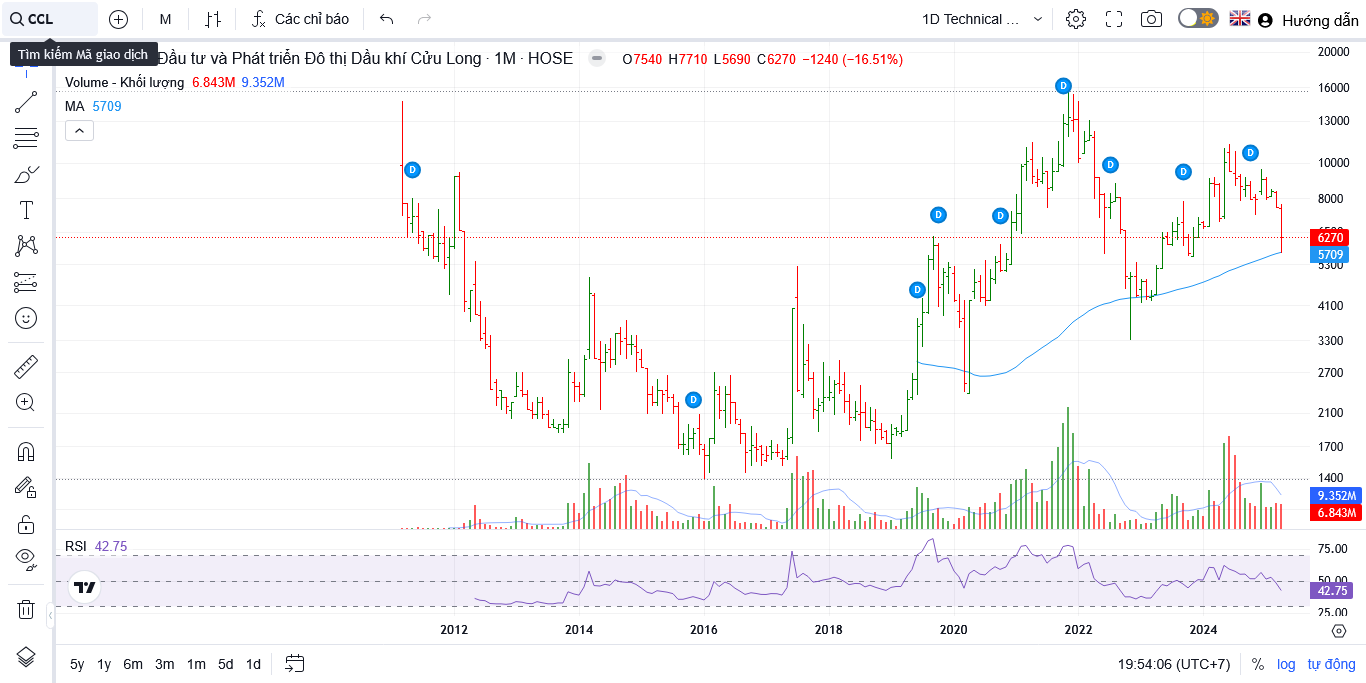 CCL
M
Các chỉ báo
1D Technical ...
Hướng dẫn
Tìm kiếm Mã giao dịch
Đầu tư và Phát triển Đô thị Dầu khí Cửu Long · 1M · HOSE
O7540 H7710 L5690 C6270 −1240 (−16.51%)
Volume - Khối lượng 6.843M 9.352M
MA 5709
D
D
D
D
D
D
D
D
D
20000
16000
13000
10000
8000
6270
5709
5300
4100
3300
2700
2100
1700
1400
9.352M
6.843M
RSI 42.75
75.00
50.00
42.75
25.00
2012 2014 2016 2018 2020 2022 2024
5y 1y 6m 3m 1m 5d 1d
19:54:06 (UTC+7) % log tự động